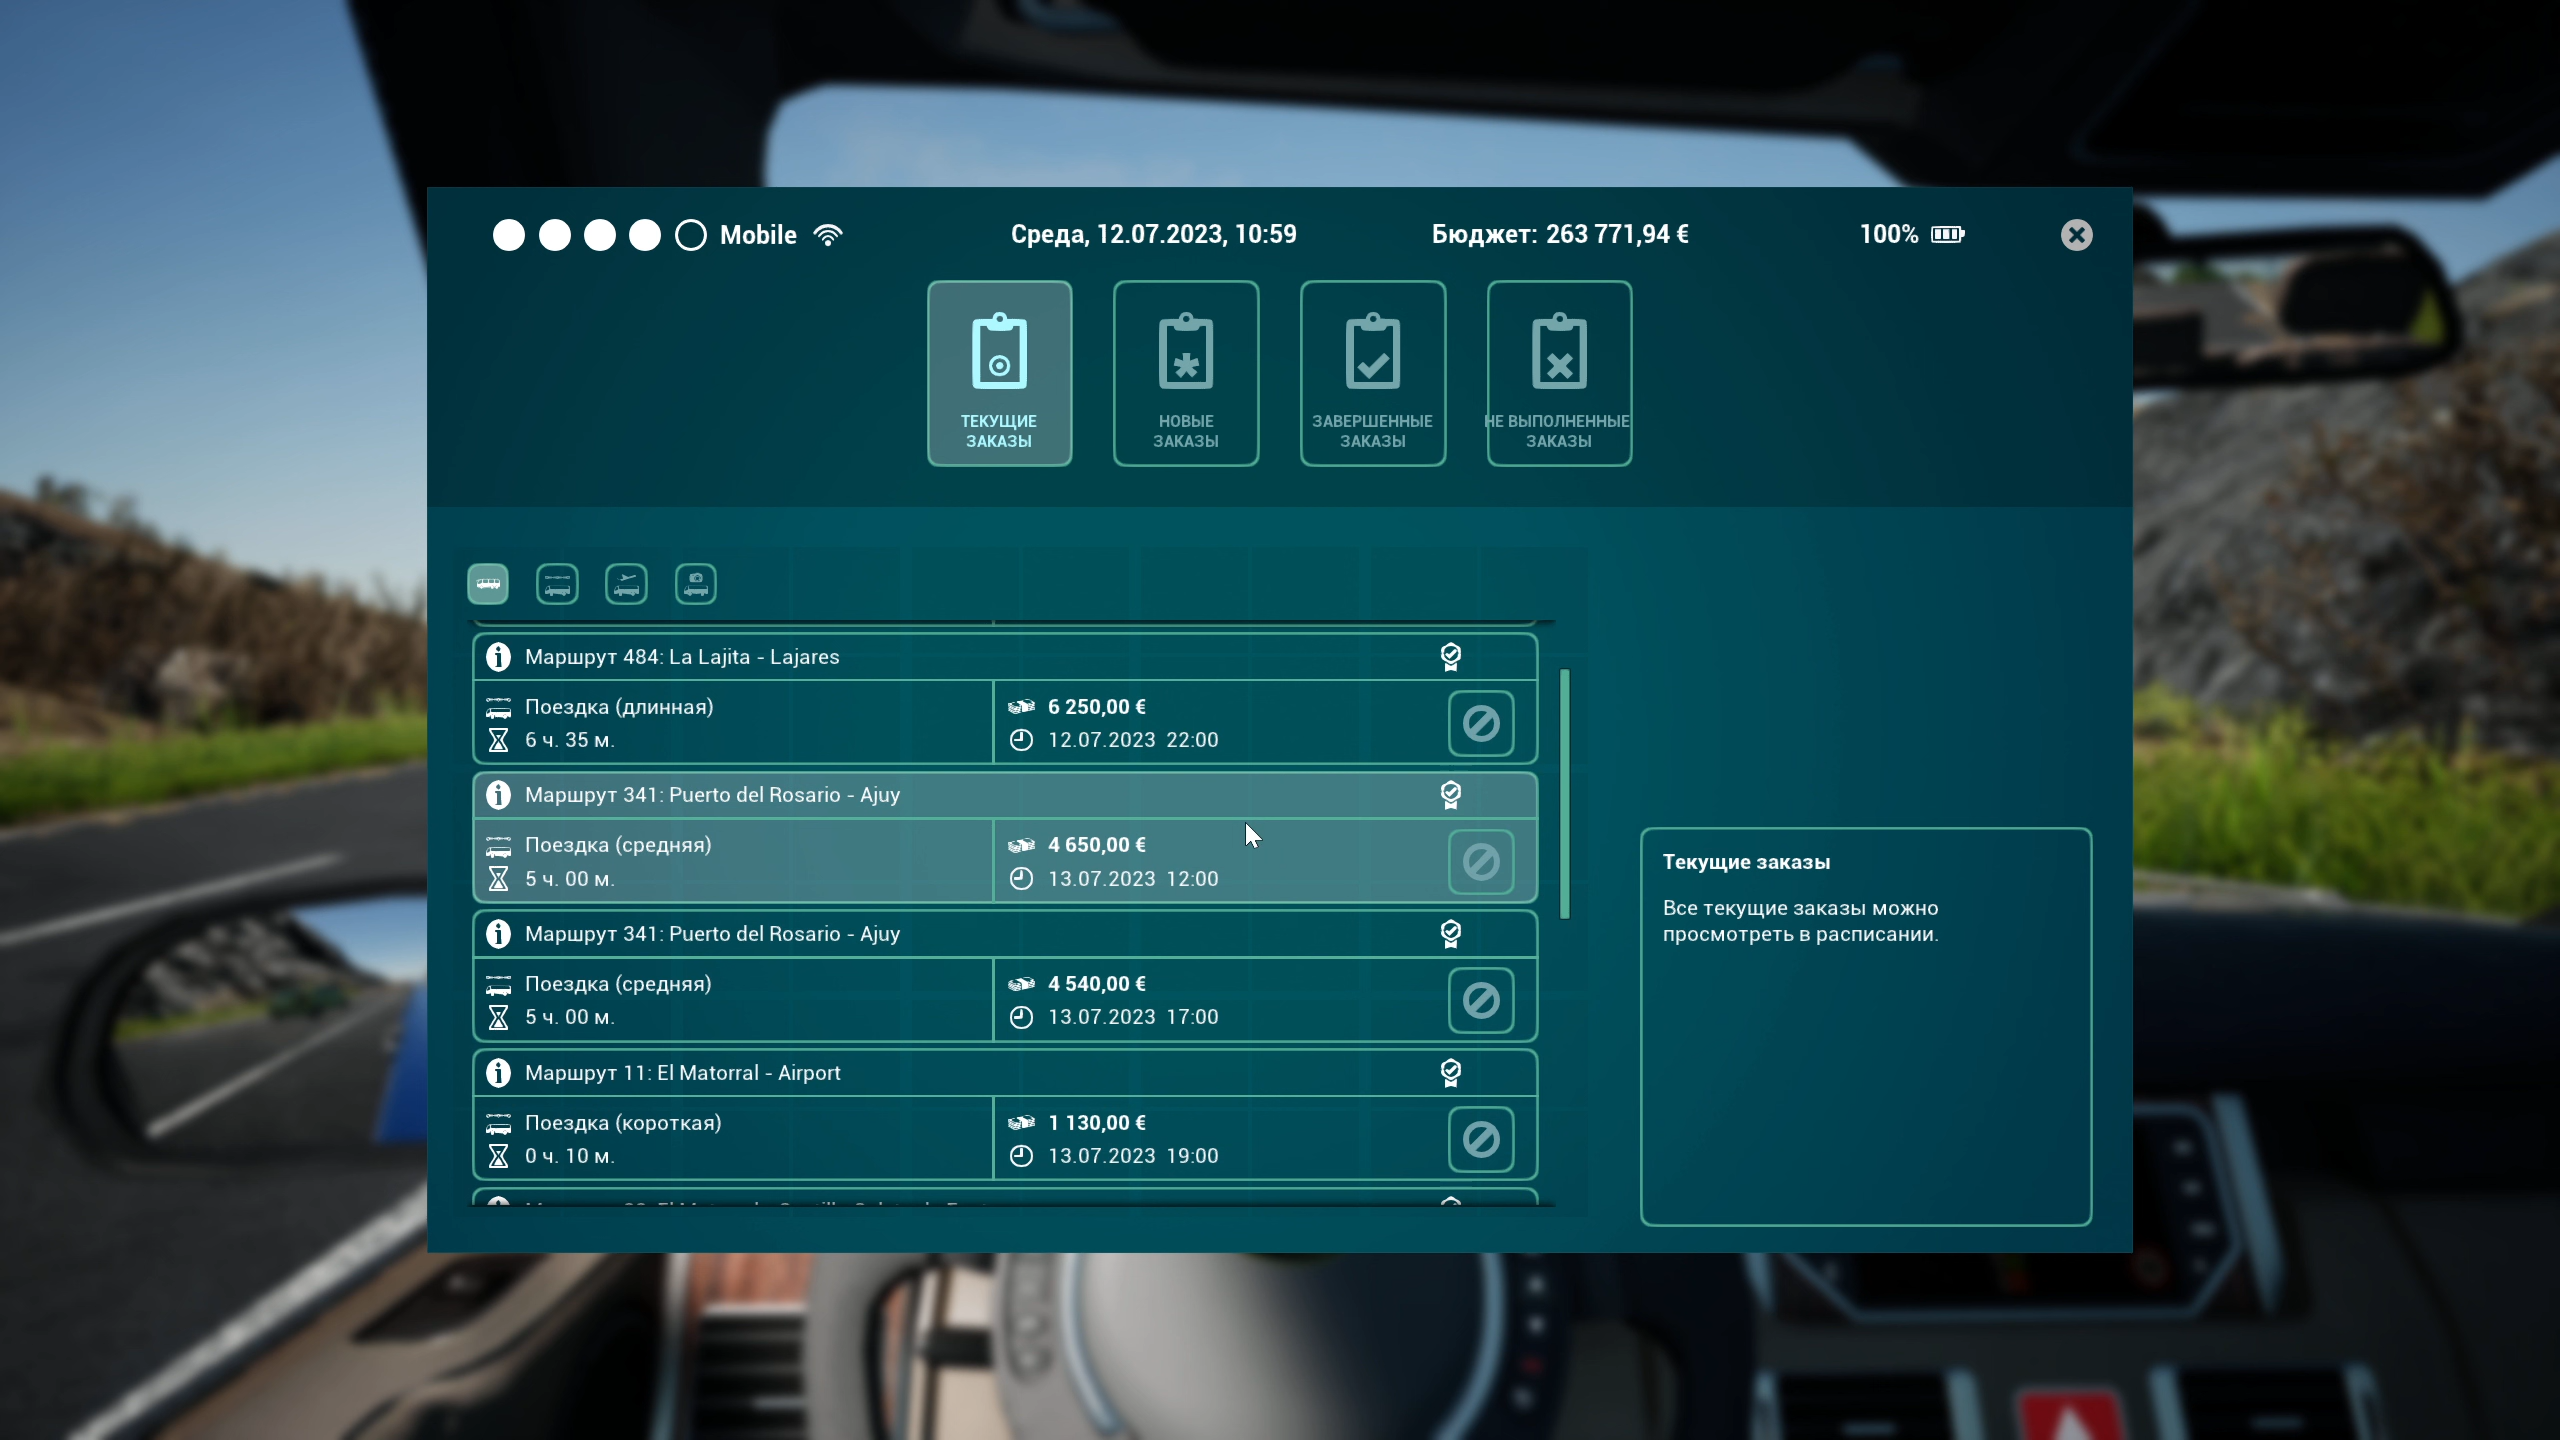 Mobile
Среда, 12.07.2023, 10:59
Бюджет: 263 771,94 €
100%
ТЕКУЩИЕ
ЗАКАЗЫ
НОВЫЕ
ЗАКАЗЫ
ЗАВЕРШЕННЫЕ
ЗАКАЗЫ
НЕ ВЫПОЛНЕННЫЕ
ЗАКАЗЫ
Маршрут 484: La Lajita - Lajares
Поездка (длинная)
6 250,00 €
6 ч. 35 м.
12.07.2023 22:00
Маршрут 341: Puerto del Rosario - Ajuy
Поездка (средняя)
4 650,00 €
5 ч. 00 м.
13.07.2023 12:00
Маршрут 341: Puerto del Rosario - Ajuy
Поездка (средняя)
4 540,00 €
5 ч. 00 м.
13.07.2023 17:00
Маршрут 11: El Matorral - Airport
Поездка (короткая)
1 130,00 €
0 ч. 10 м.
13.07.2023 19:00
Текущие заказы
Все текущие заказы можно
просмотреть в расписании.